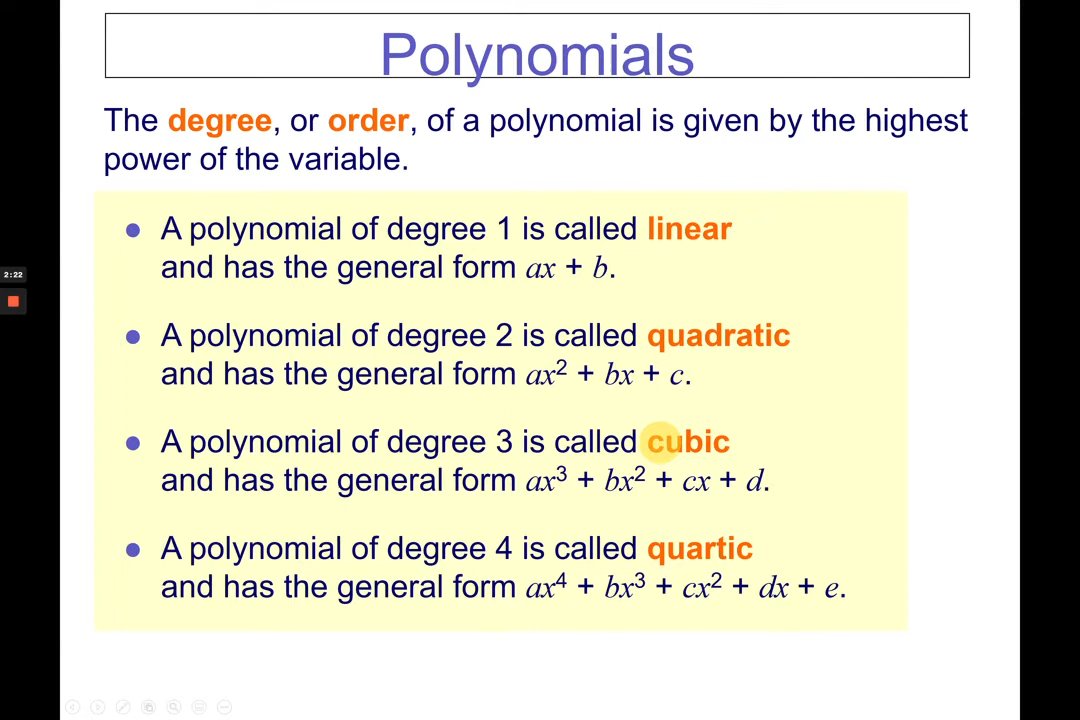 Polynomials
The degree, or order, of a polynomial is given by the highest
power of the variable.
● A polynomial of degree 1 is called linear
and has the general form ax + b.
● A polynomial of degree 2 is called quadratic
and has the general form ax² + bx + c.
2:22
● A polynomial of degree 3 is called cubic
and has the general form ax³ + bx² + cx + d.
● A polynomial of degree 4 is called quartic
and has the general form ax⁴ + bx³ + cx² + dx + e.